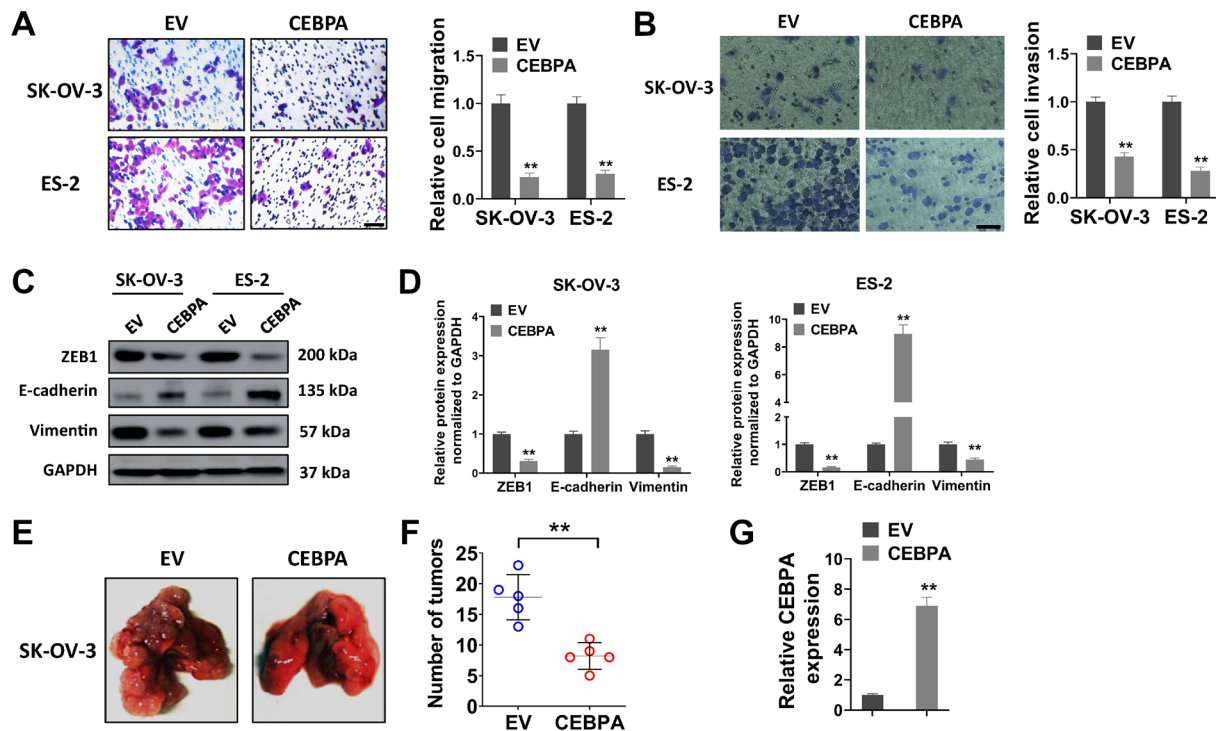 A
EV
CEBPA
SK-OV-3
ES-2
Relative cell migration
1.5
1.0
0.5
0.0
EV
CEBPA
**
**
SK-OV-3
ES-2
B
EV
CEBPA
SK-OV-3
ES-2
Relative cell invasion
1.5
1.0
0.5
0.0
EV
CEBPA
**
**
SK-OV-3
ES-2
C
SK-OV-3
ES-2
EV
CEBPA
EV
CEBPA
ZEB1
200 kDa
E-cadherin
135 kDa
Vimentin
57 kDa
GAPDH
37 kDa
D
SK-OV-3
Relative protein expression
normalized to GAPDH
4
3
2
1
0
EV
CEBPA
**
**
**
ZEB1
E-cadherin
Vimentin
ES-2
Relative protein expression
normalized to GAPDH
10
8
6
4
2
1
0
EV
CEBPA
**
**
**
ZEB1
E-cadherin
Vimentin
E
EV
CEBPA
SK-OV-3
F
Number of tumors
25
20
15
10
5
0
**
EV
CEBPA
G
EV
CEBPA
Relative CEBPA
expression
10
8
6
4
2
0
**